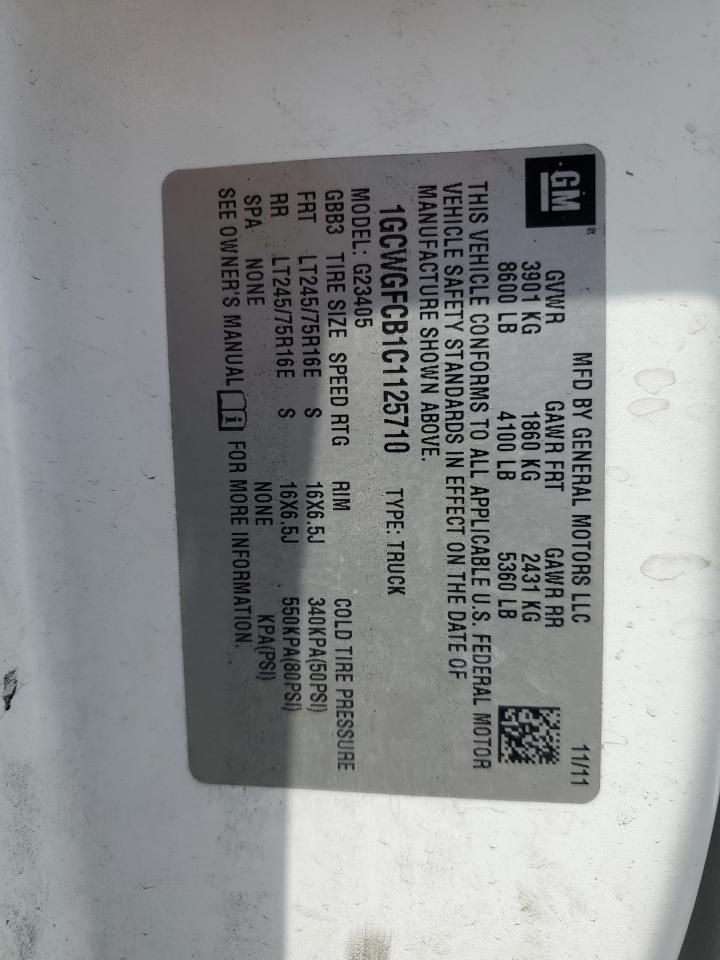 GM
MFD BY GENERAL MOTORS LLC 11/11
GVWR GAWR FRT GAWR RR
3901 KG 1860 KG 2431 KG
8600 LB 4100 LB 5360 LB
THIS VEHICLE CONFORMS TO ALL APPLICABLE U.S. FEDERAL MOTOR
VEHICLE SAFETY STANDARDS IN EFFECT ON THE DATE OF
MANUFACTURE SHOWN ABOVE.
1GCWGFCB1C1125710 TYPE: TRUCK
MODEL: G23405
GBB3 TIRE SIZE SPEED RTG RIM COLD TIRE PRESSURE
FRT LT245/75R16E S 16X6.5J 340KPA(50PSI)
RR LT245/75R16E S 16X6.5J 550KPA(80PSI)
SPA NONE NONE KPA(PSI)
SEE OWNER'S MANUAL FOR MORE INFORMATION.